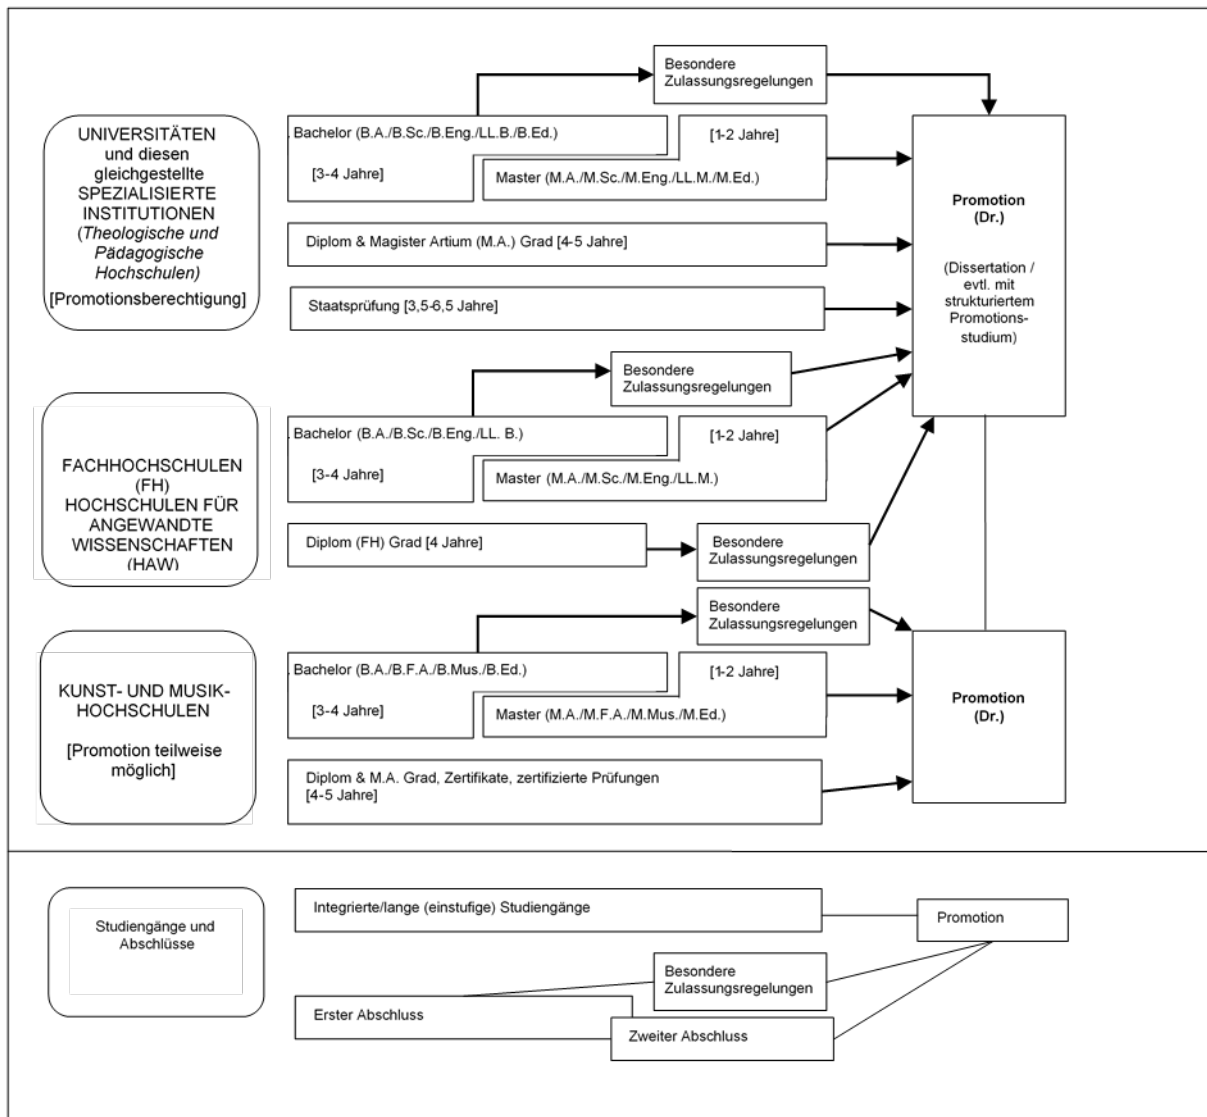 Besondere
Zulassungsregelungen
UNIVERSITÄTEN
und diesen
gleichgestellte
SPEZIALISIERTE
INSTITUTIONEN
(Theologische und
Pädagogische
Hochschulen)
[Promotionsberechtigung]
. Bachelor (B.A./B.Sc./B.Eng./LL.B./B.Ed.)
[3-4 Jahre]
[1-2 Jahre]
Master (M.A./M.Sc./M.Eng./LL.M./M.Ed.)
Diplom & Magister Artium (M.A.) Grad [4-5 Jahre]
Staatsprüfung [3,5-6,5 Jahre]
Promotion
(Dr.)
(Dissertation /
evtl. mit
strukturiertem
Promotions-
studium)
Besondere
Zulassungsregelungen
FACHHOCHSCHULEN
(FH)
HOCHSCHULEN FÜR
ANGEWANDTE
WISSENSCHAFTEN
(HAW)
. Bachelor (B.A./B.Sc./B.Eng./LL. B.)
[3-4 Jahre]
[1-2 Jahre]
Master (M.A./M.Sc./M.Eng./LL.M.)
Diplom (FH) Grad [4 Jahre]
Besondere
Zulassungsregelungen
Besondere
Zulassungsregelungen
KUNST- UND MUSIK-
HOCHSCHULEN
[Promotion teilweise
möglich]
. Bachelor (B.A./B.F.A./B.Mus./B.Ed.)
[3-4 Jahre]
[1-2 Jahre]
Master (M.A./M.F.A./M.Mus./M.Ed.)
Diplom & M.A. Grad, Zertifikate, zertifizierte Prüfungen
[4-5 Jahre]
Promotion
(Dr.)
Studiengänge und
Abschlüsse
Integrierte/lange (einstufige) Studiengänge
Promotion
Besondere
Zulassungsregelungen
Erster Abschluss
Zweiter Abschluss